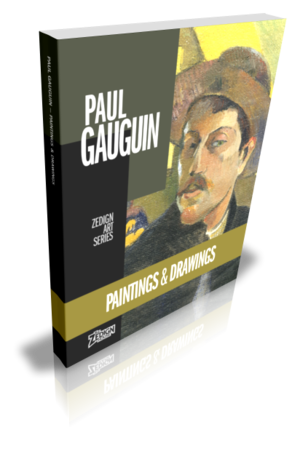 PAUL GAUGUIN – PAINTINGS & DRAWINGS
PAUL
GAUGUIN
ZEDIGN
ART
SERIES
PAINTINGS & DRAWINGS
ZEDIGN